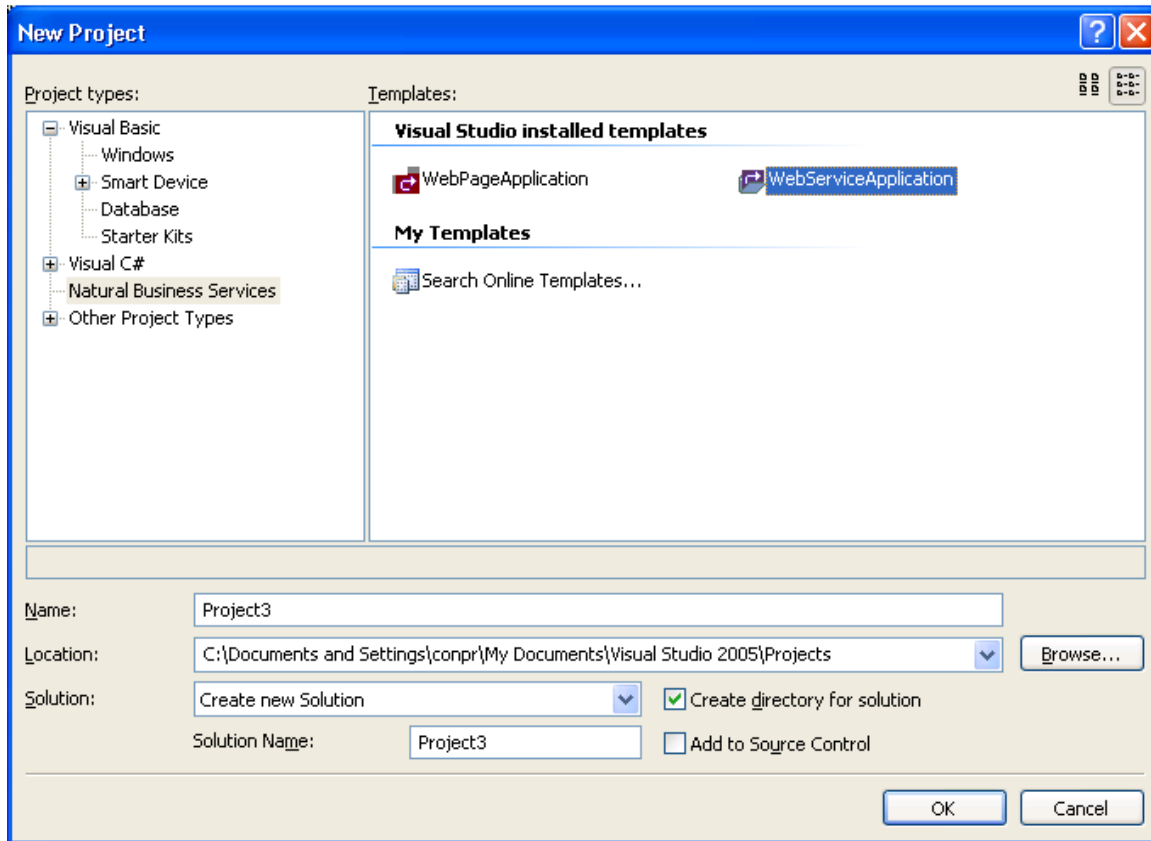 New Project
Project types:
Templates:
Visual Basic
Windows
Smart Device
Database
Starter Kits
Visual C#
Natural Business Services
Other Project Types
Visual Studio installed templates
WebPageApplication
WebServiceApplication
My Templates
Search Online Templates...
Name:
Project3
Location:
C:\Documents and Settings\conpr\My Documents\Visual Studio 2005\Projects
Browse...
Solution:
Create new Solution
Create directory for solution
Solution Name:
Project3
Add to Source Control
OK
Cancel